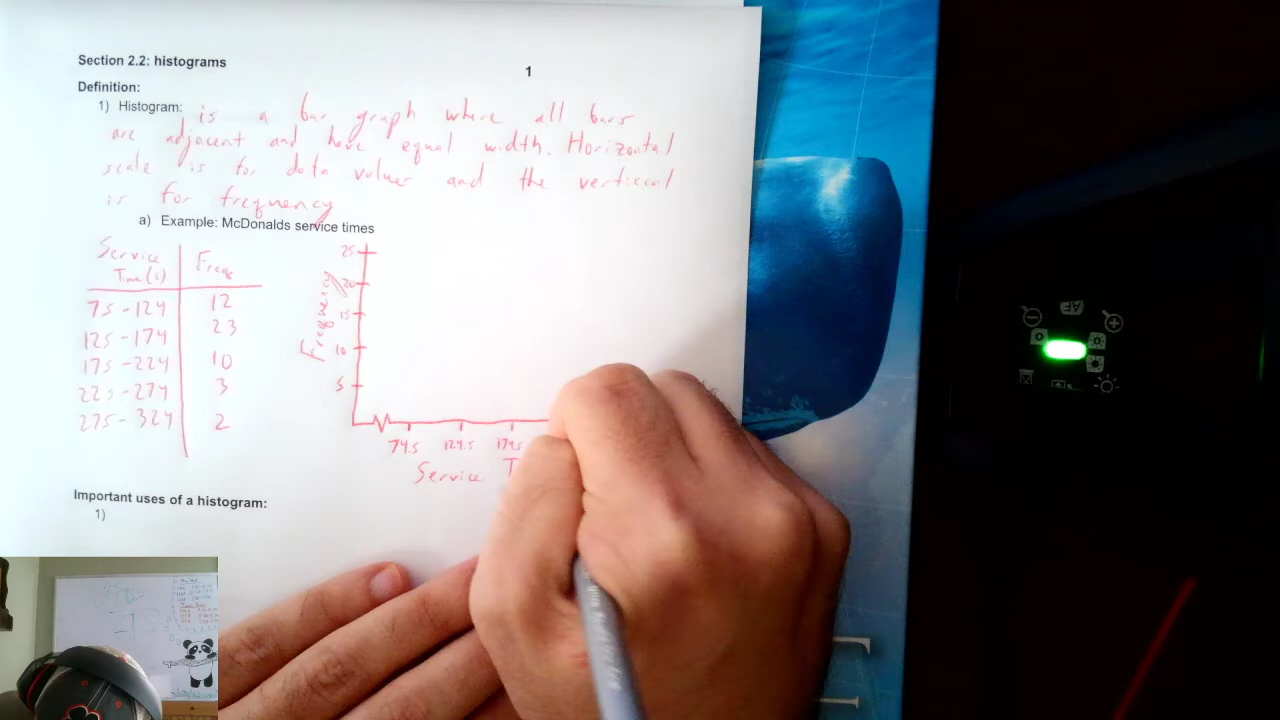 Section 2.2: histograms
1
Definition:
1) Histogram: is a bar graph where all bars
are adjacent and have equal width. Horizontal
scale is for data values and the verticcal
is for frequency
a) Example: McDonalds service times
Service Time(s) Freq
75-124 12
125-174 23
175-224 10
225-274 3
275-324 2
Frequency
25
20
15
10
5
74.5 124.5 174.5
Service T
Important uses of a histogram:
1)
AF